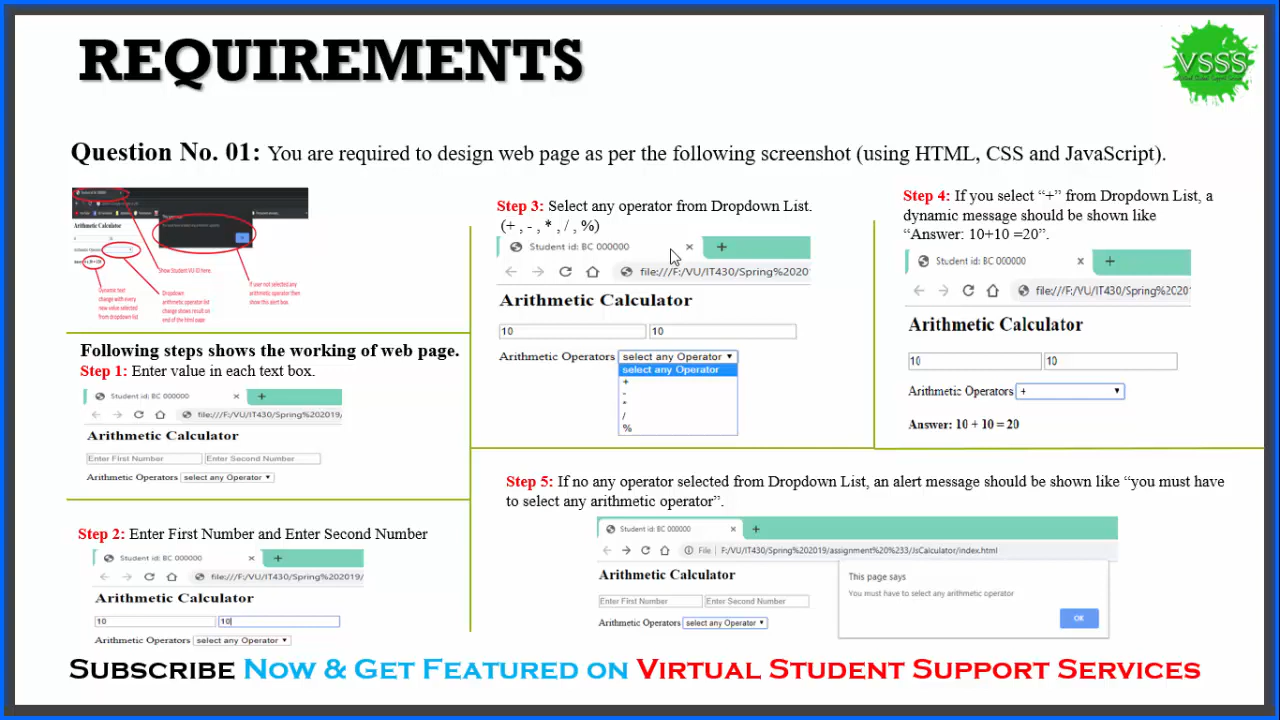 REQUIREMENTS
VSSS
Question No. 01: You are required to design web page as per the following screenshot (using HTML, CSS and JavaScript).
Arithmetic Calculator
Show Student VU ID here.
Dynamic text
change with every
new value selected
from dropdown list
Dropdown
arithmetic operator list
change shows result on
end of the html page
If user not selected any
arithmetic operator then
show this alert box.
Following steps shows the working of web page.
Step 1: Enter value in each text box.
Student id: BC 000000
file:///F:/VU/IT430/Spring%202019/
Arithmetic Calculator
Enter First Number
Enter Second Number
Arithmetic Operators select any Operator
Step 2: Enter First Number and Enter Second Number
Student id: BC 000000
file:///F:/VU/IT430/Spring%202019/
Arithmetic Calculator
10
10
Arithmetic Operators select any Operator
Step 3: Select any operator from Dropdown List.
(+ , - , * , / , %)
Student id: BC 000000
file:///F:/VU/IT430/Spring%2020
Arithmetic Calculator
10
10
Arithmetic Operators select any Operator
select any Operator
+
-
*
/
%
Step 4: If you select “+” from Dropdown List, a
dynamic message should be shown like
“Answer: 10+10 =20”.
Student id: BC 000000
file:///F:/VU/IT430/Spring%2C201
Arithmetic Calculator
10
10
Arithmetic Operators +
Answer: 10 + 10 = 20
Step 5: If no any operator selected from Dropdown List, an alert message should be shown like “you must have
to select any arithmetic operator”.
Student id: BC 000000
File F:/VU/IT430/Spring%202019/assignment%20%233/JsCalculator/index.html
Arithmetic Calculator
Enter First Number
Enter Second Number
Arithmetic Operators select any Operator
This page says
You must have to select any arithmetic operator
OK
SUBSCRIBE NOW & GET FEATURED ON VIRTUAL STUDENT SUPPORT SERVICES